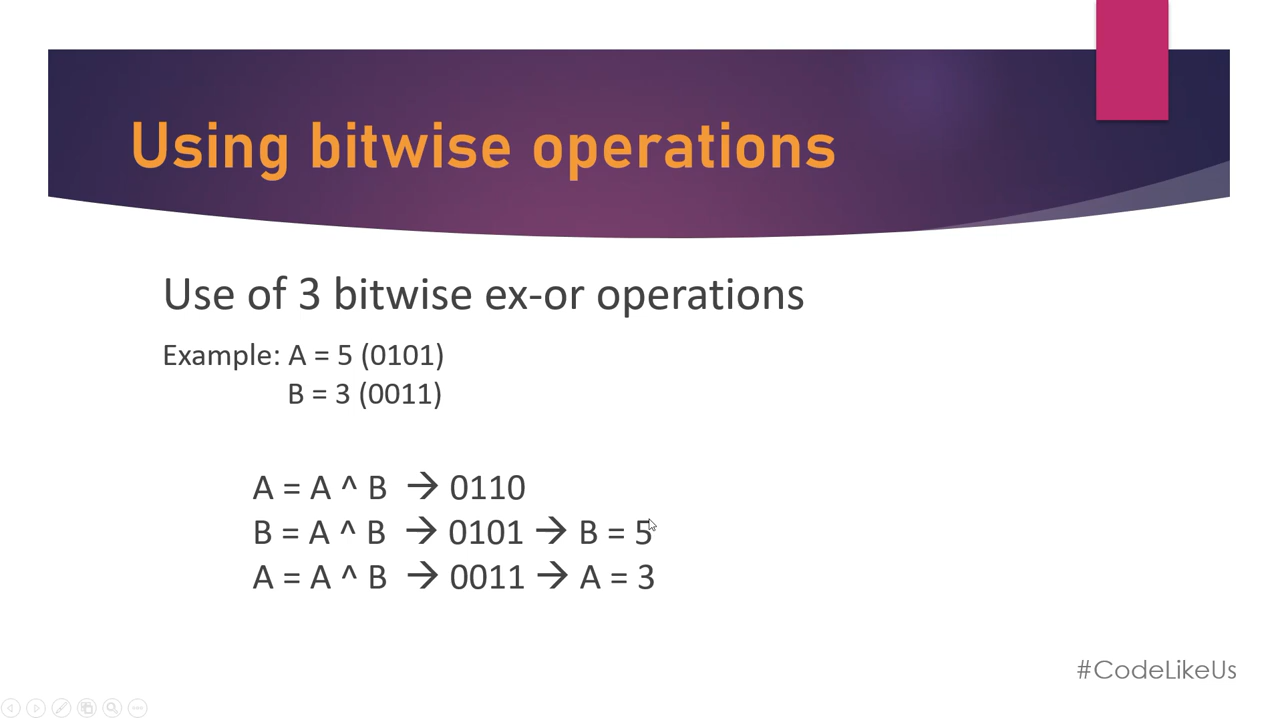 Using bitwise operations
Use of 3 bitwise ex-or operations
Example: A = 5 (0101)
B = 3 (0011)
A = A ^ B → 0110
B = A ^ B → 0101 → B = 5
A = A ^ B → 0011 → A = 3
#CodeLikeUs